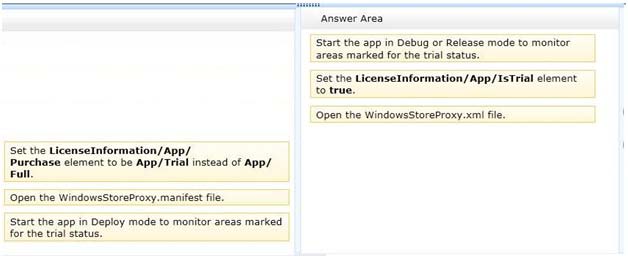 Set the LicenseInformation/App/
Purchase element to be App/Trial instead of App/
Full.
Open the WindowsStoreProxy.manifest file.
Start the app in Deploy mode to monitor areas marked
for the trial status.
Answer Area
Start the app in Debug or Release mode to monitor
areas marked for the trial status.
Set the LicenseInformation/App/IsTrial element
to true.
Open the WindowsStoreProxy.xml file.